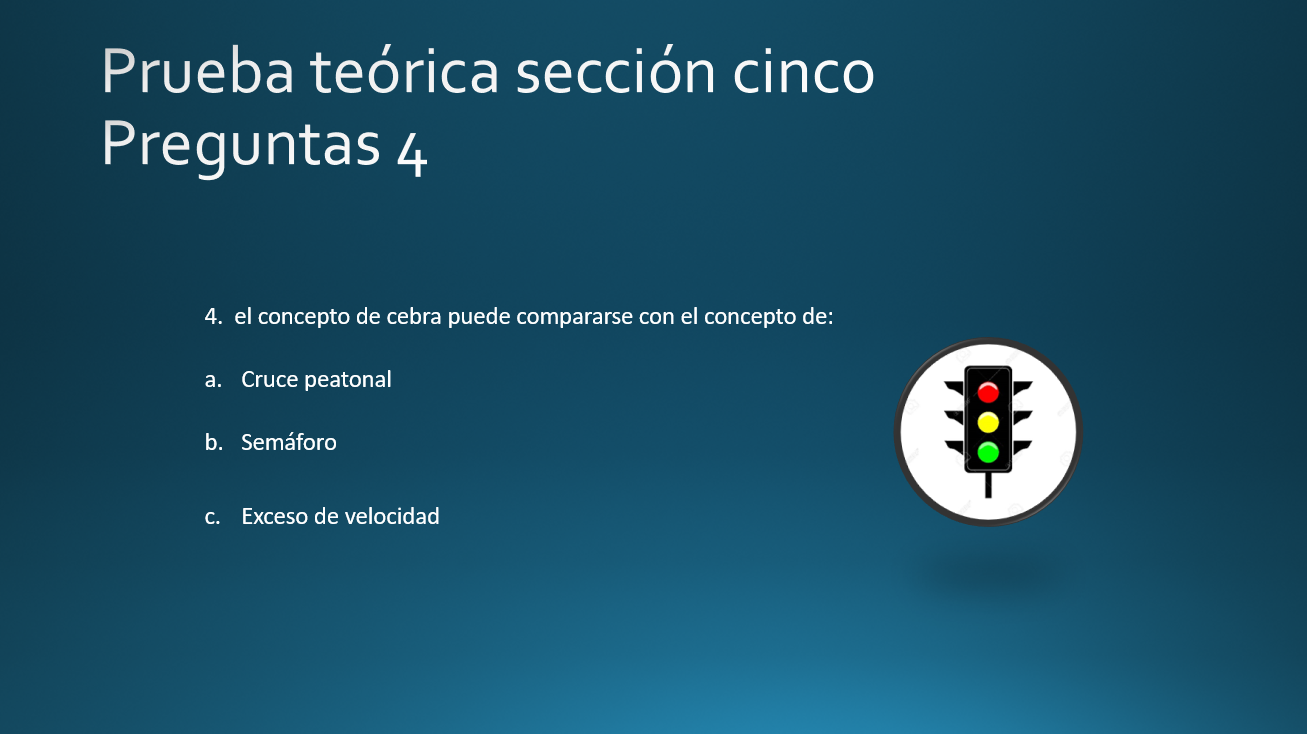 Prueba teórica sección cinco
Preguntas 4
4. el concepto de cebra puede compararse con el concepto de:
a. Cruce peatonal
b. Semáforo
c. Exceso de velocidad